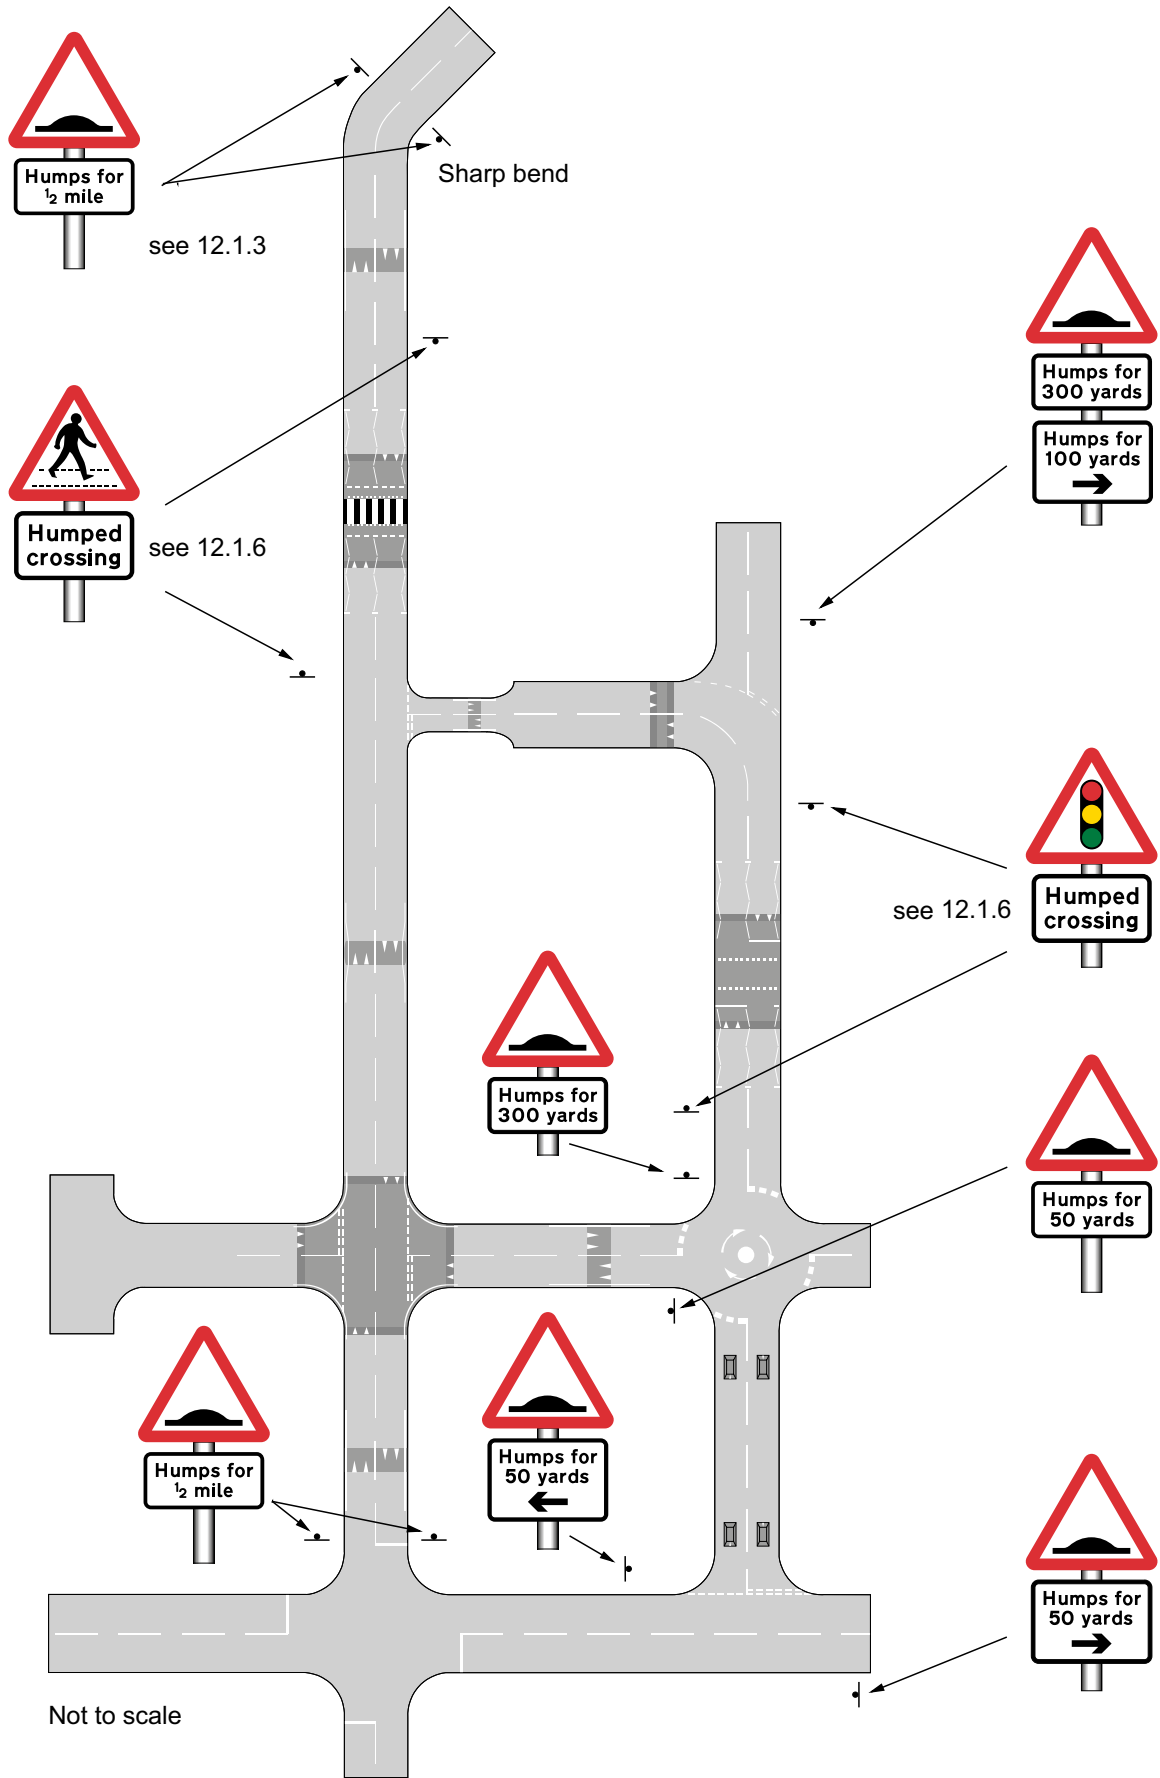 Humps for
½ mile
Sharp bend
see 12.1.3
Humps for
300 yards
Humps for
100 yards
Humped
crossing
see 12.1.6
see 12.1.6
Humped
crossing
Humps for
300 yards
Humps for
50 yards
Humps for
½ mile
Humps for
50 yards
Humps for
50 yards
Not to scale